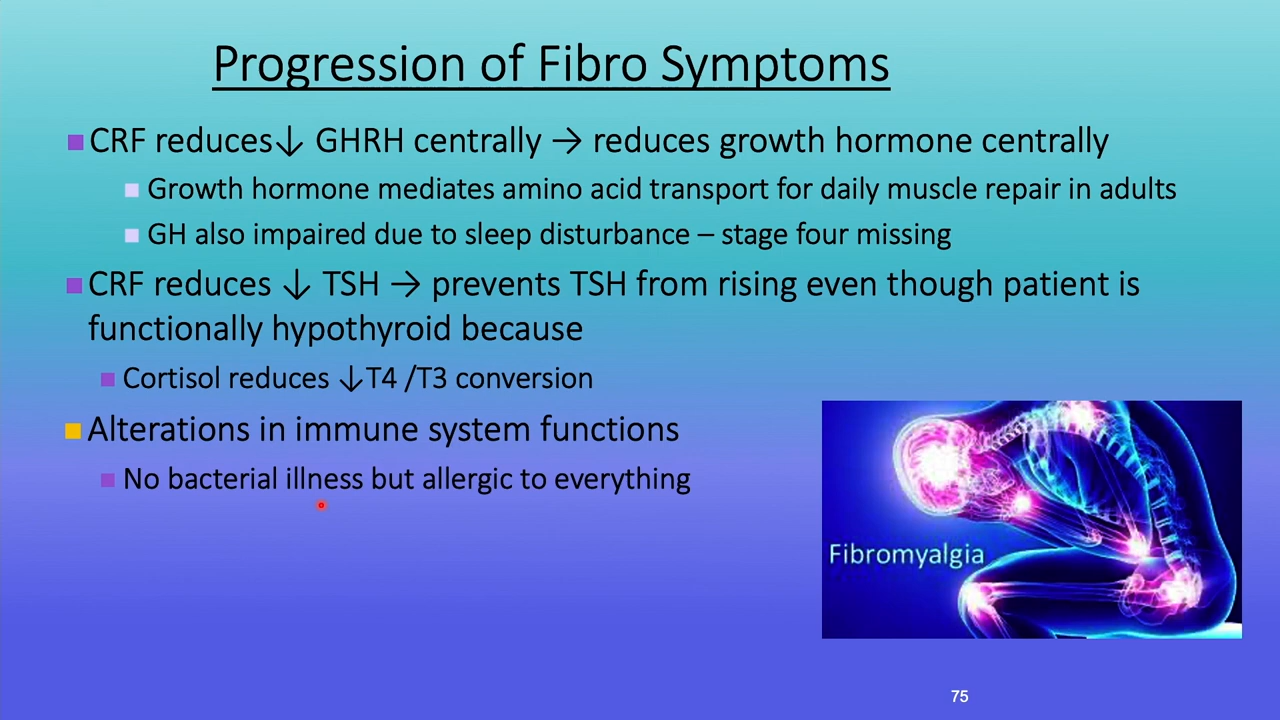 Progression of Fibro Symptoms
CRF reduces↓ GHRH centrally → reduces growth hormone centrally
Growth hormone mediates amino acid transport for daily muscle repair in adults
GH also impaired due to sleep disturbance – stage four missing
CRF reduces ↓ TSH → prevents TSH from rising even though patient is
functionally hypothyroid because
Cortisol reduces ↓T4 /T3 conversion
Alterations in immune system functions
No bacterial illness but allergic to everything
Fibromyalgia
75